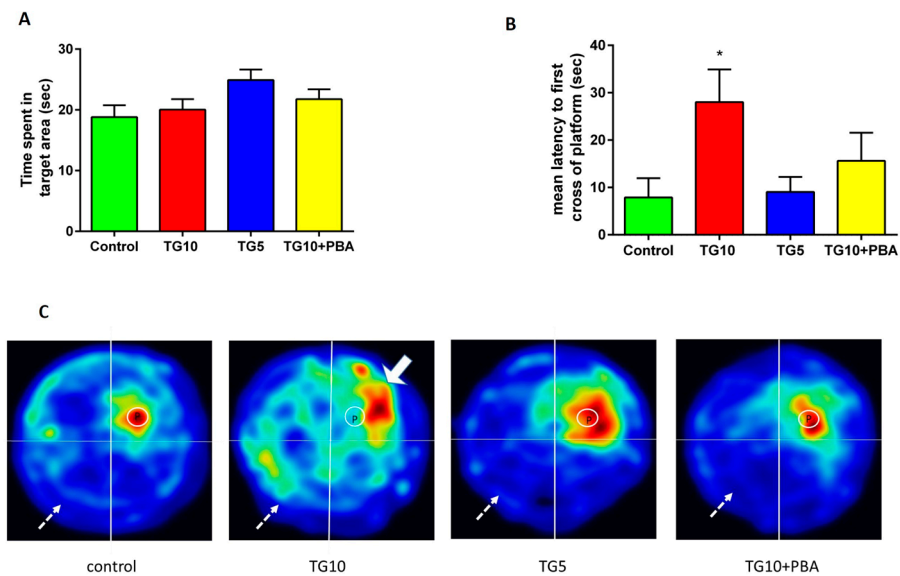 A
Time spent in
target area (sec)
30
20
10
0
Control TG10 TG5 TG10+PBA
B
mean latency to first
cross of platform (sec)
40
30
20
10
0
*
Control TG10 TG5 TG10+PBA
C
P P P P
control TG10 TG5 TG10+PBA